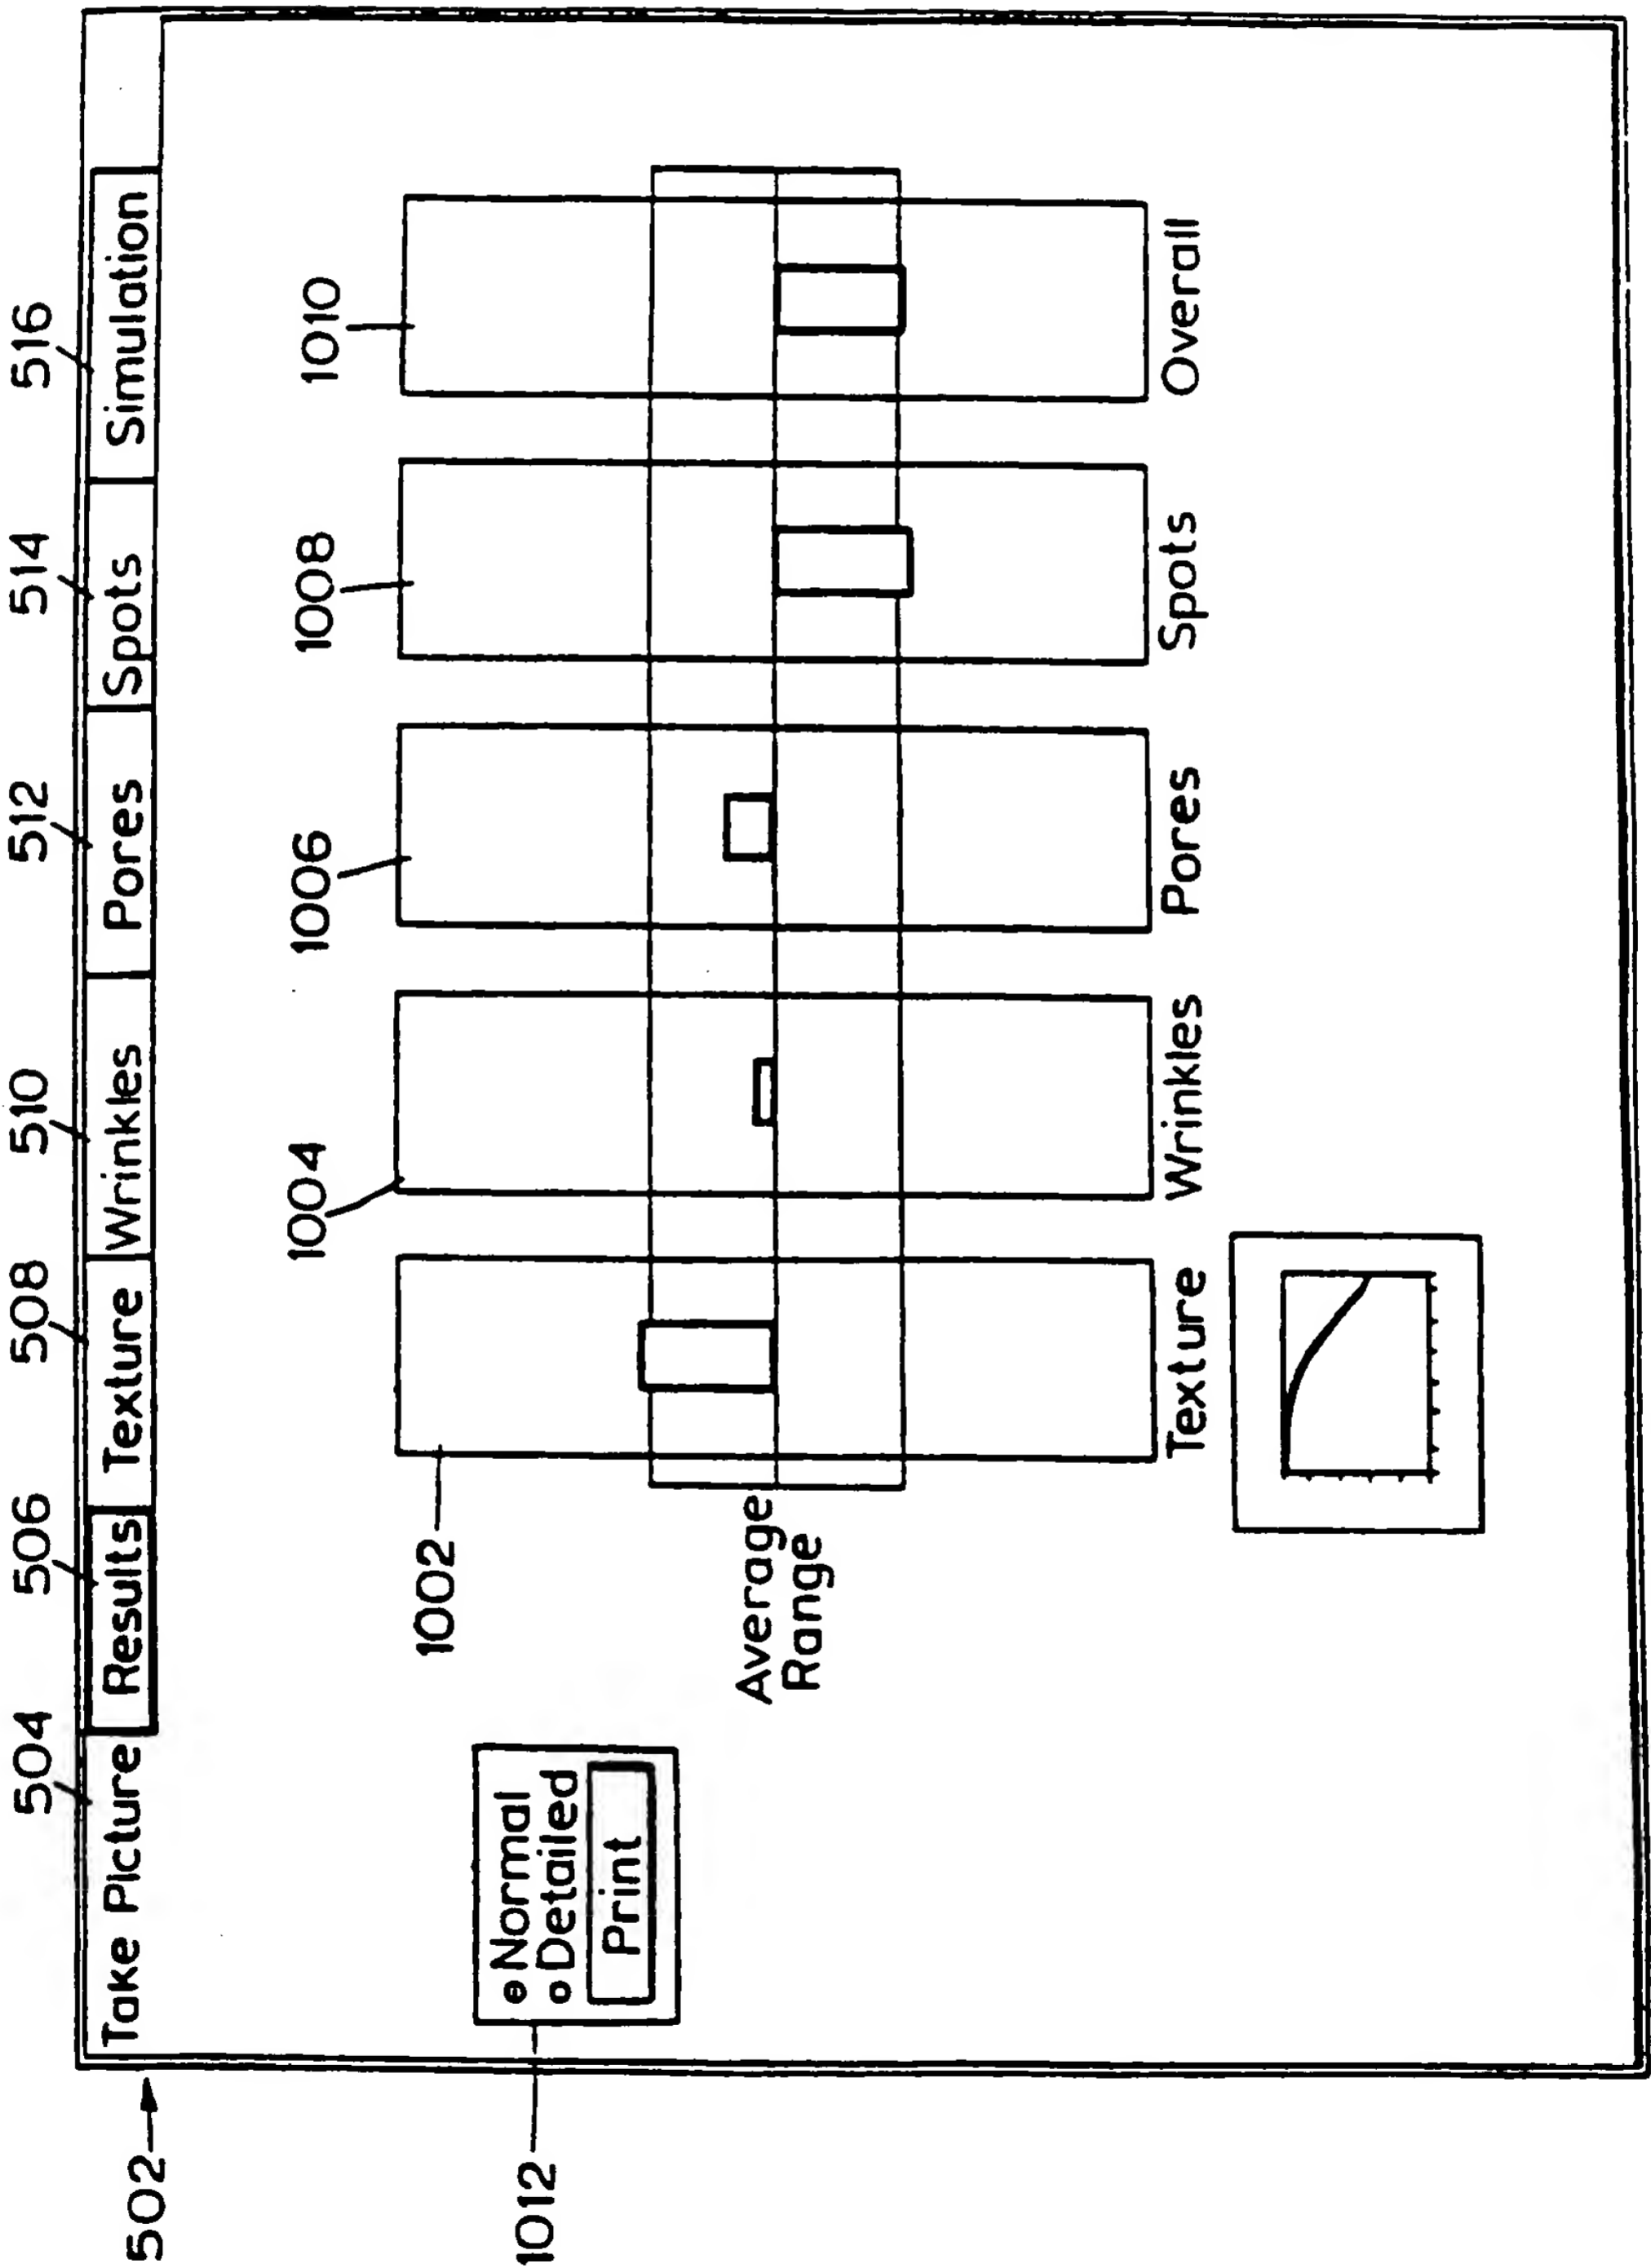 504 506 508 510 512 514 516
502
Take Picture Results Texture Wrinkles Pores Spots Simulation
1012
Normal
Detailed
Print
1002 1004 1006 1008 1010
Average
Range
Texture Wrinkles Pores Spots Overall